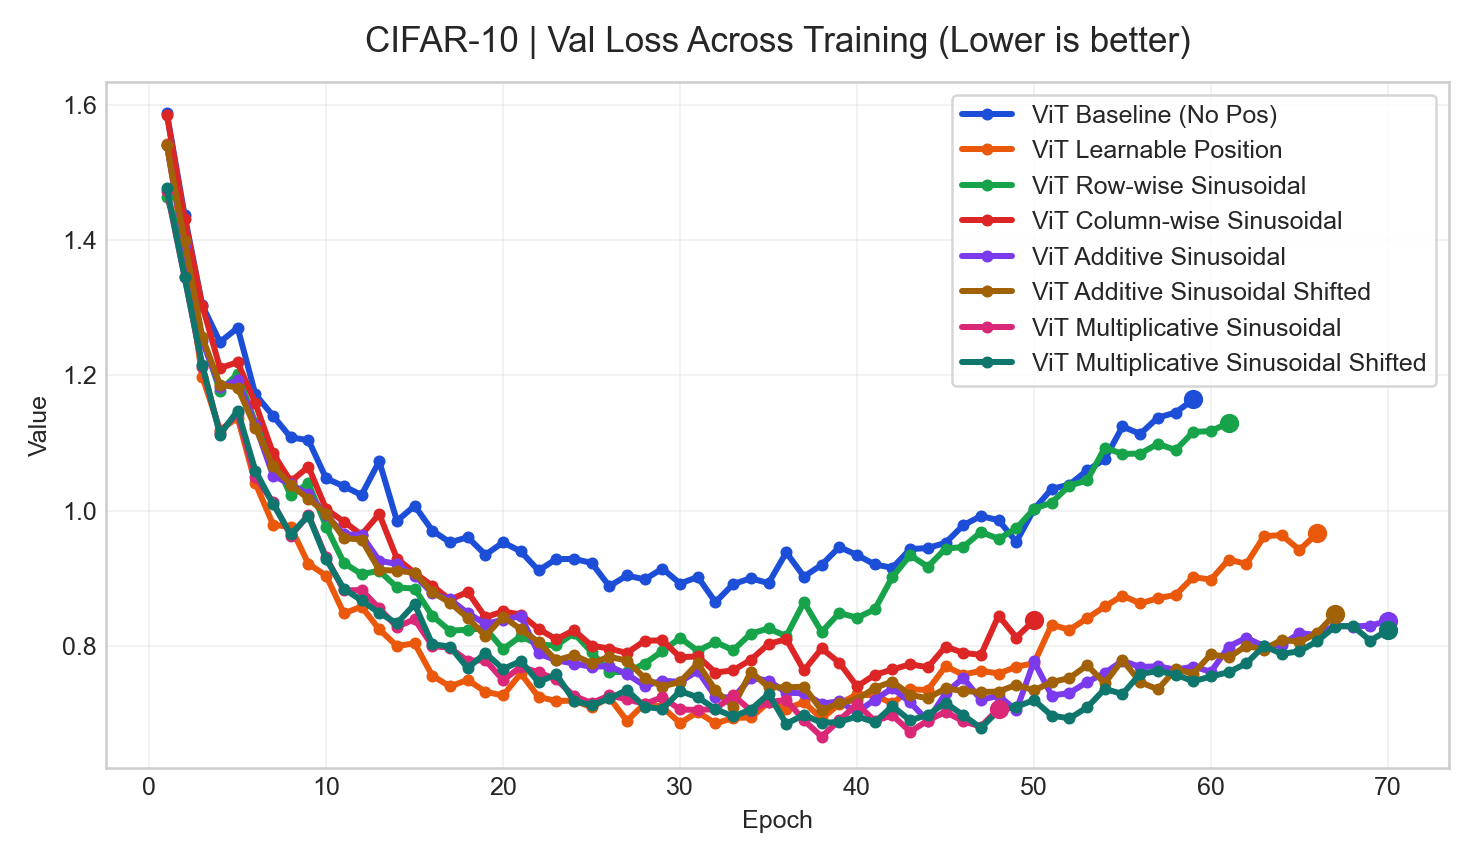 CIFAR-10 | Val Loss Across Training (Lower is better)
ViT Baseline (No Pos)
ViT Learnable Position
ViT Row-wise Sinusoidal
ViT Column-wise Sinusoidal
ViT Additive Sinusoidal
ViT Additive Sinusoidal Shifted
ViT Multiplicative Sinusoidal
ViT Multiplicative Sinusoidal Shifted
Value
1.6
1.4
1.2
1.0
0.8
0 10 20 30 40 50 60 70
Epoch